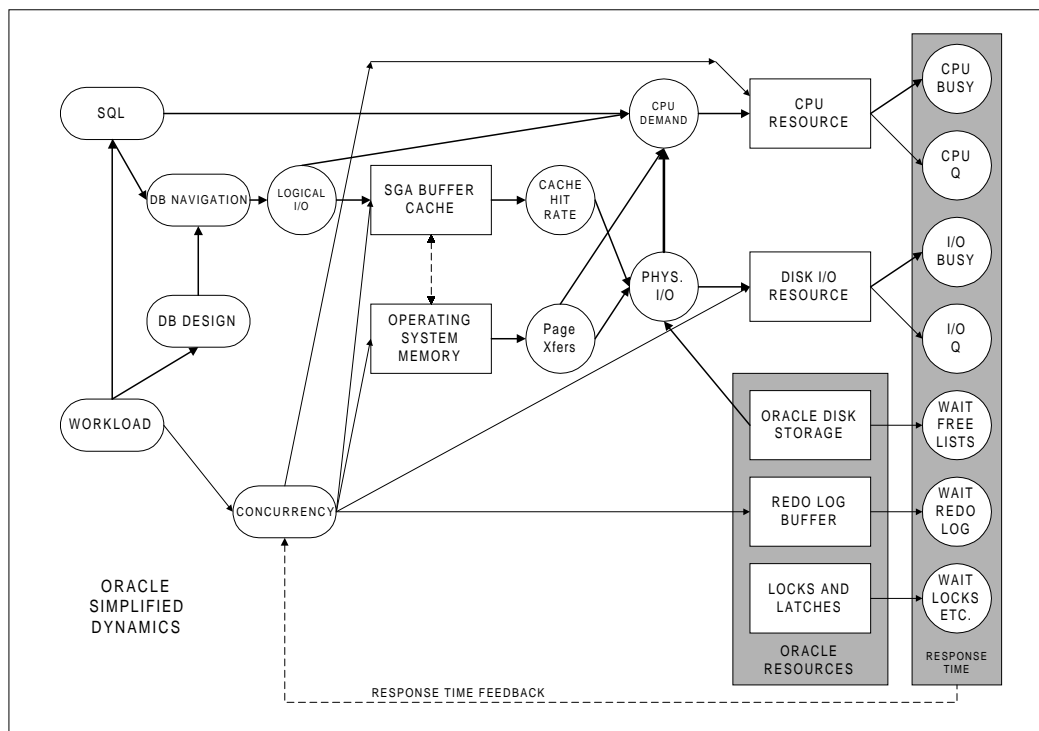 SQL
DB NAVIGATION
LOGICAL
I/O
SGA BUFFER
CACHE
CACHE
HIT
RATE
CPU
DEMAND
CPU
RESOURCE
CPU
BUSY
CPU
Q
DB DESIGN
OPERATING
SYSTEM
MEMORY
Page
Xfers
PHYS.
I/O
DISK I/O
RESOURCE
I/O
BUSY
I/O
Q
WORKLOAD
CONCURRENCY
ORACLE DISK
STORAGE
WAIT
FREE
LISTS
REDO LOG
BUFFER
WAIT
REDO
LOG
LOCKS AND
LATCHES
WAIT
LOCKS
ETC.
ORACLE
RESOURCES
RESPONSE
TIME
ORACLE
SIMPLIFIED
DYNAMICS
RESPONSE TIME FEEDBACK